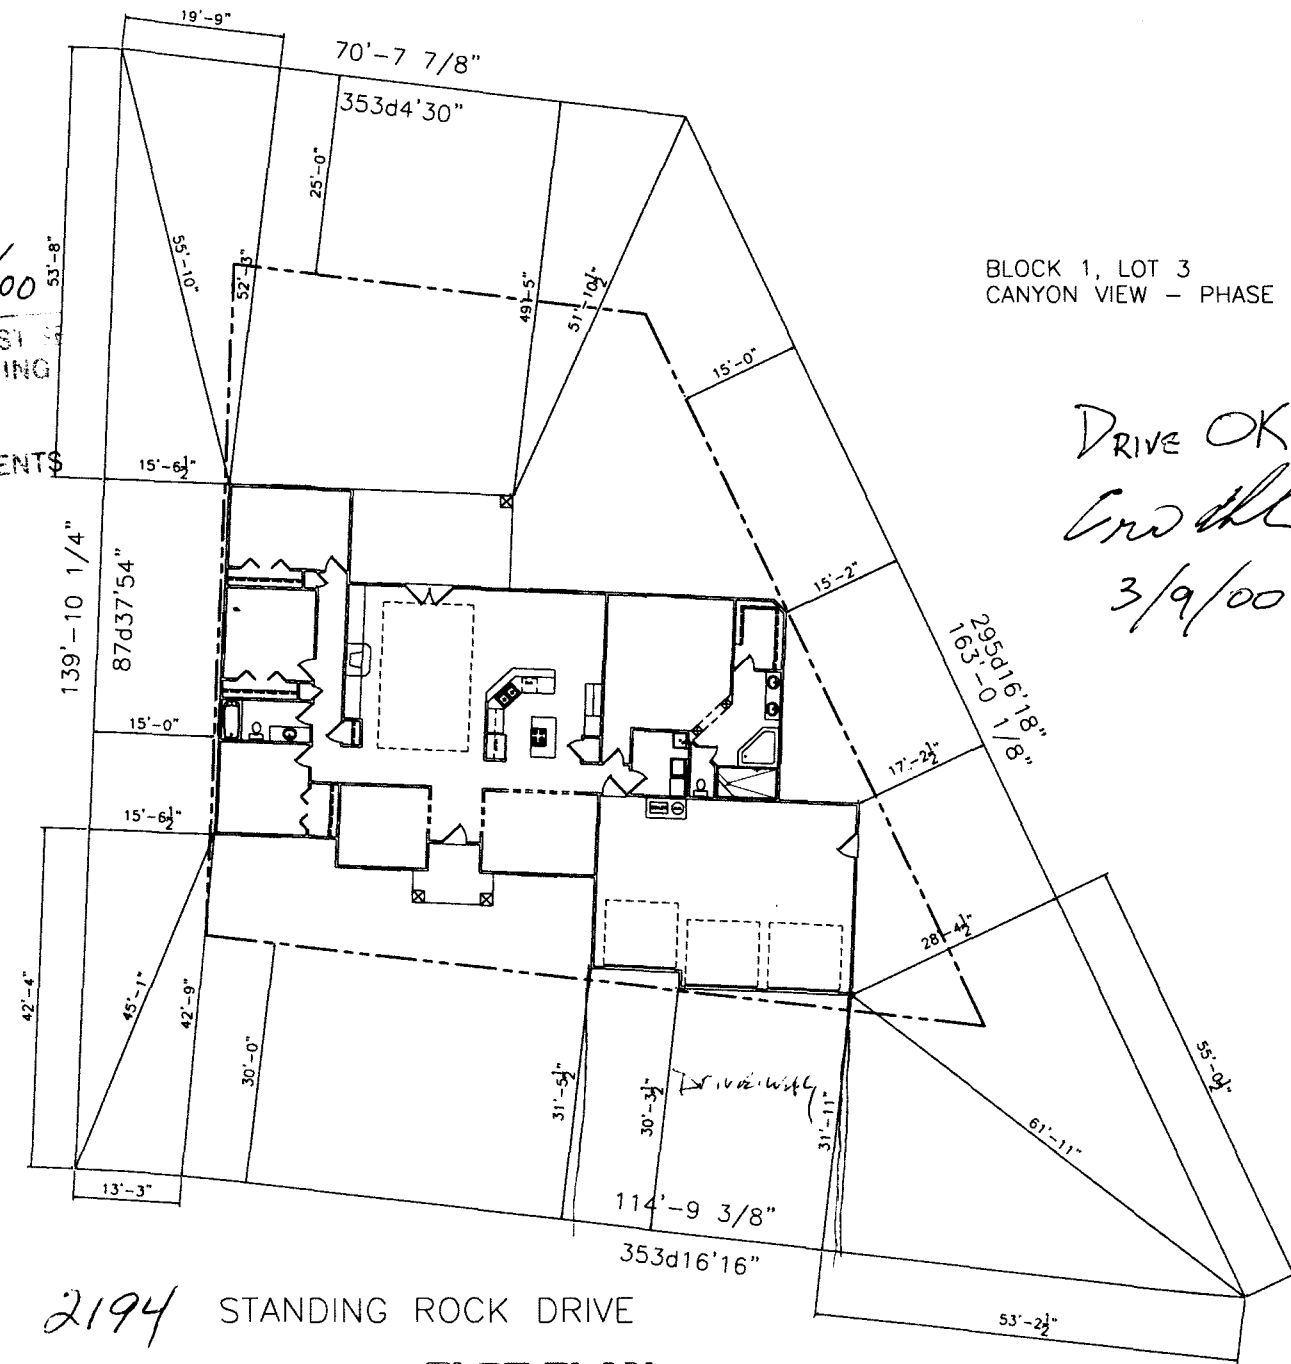 19'-9"
70'-7 7/8"
353d4'30"
25'-0"
53'-8"
55'-10"
52'-3"
49'-5"
51'-10½"
00
BLOCK 1, LOT 3
CANYON VIEW - PHASE
ING
ENTS
15'-0"
DRIVE OK
3/9/00
15'-6½"
139'-10 1/4"
87d37'54"
15'-2"
295d16'18"
163'-0 1/8"
15'-0"
17'-2½"
15'-6½"
28'-4½"
42'-4"
45'-1"
42'-9"
30'-0"
31'-5½"
30'-3½"
Driveway
31'-11"
61'-11"
55'-0½"
13'-3"
114'-9 3/8"
353d16'16"
53'-2½"
2194 STANDING ROCK DRIVE